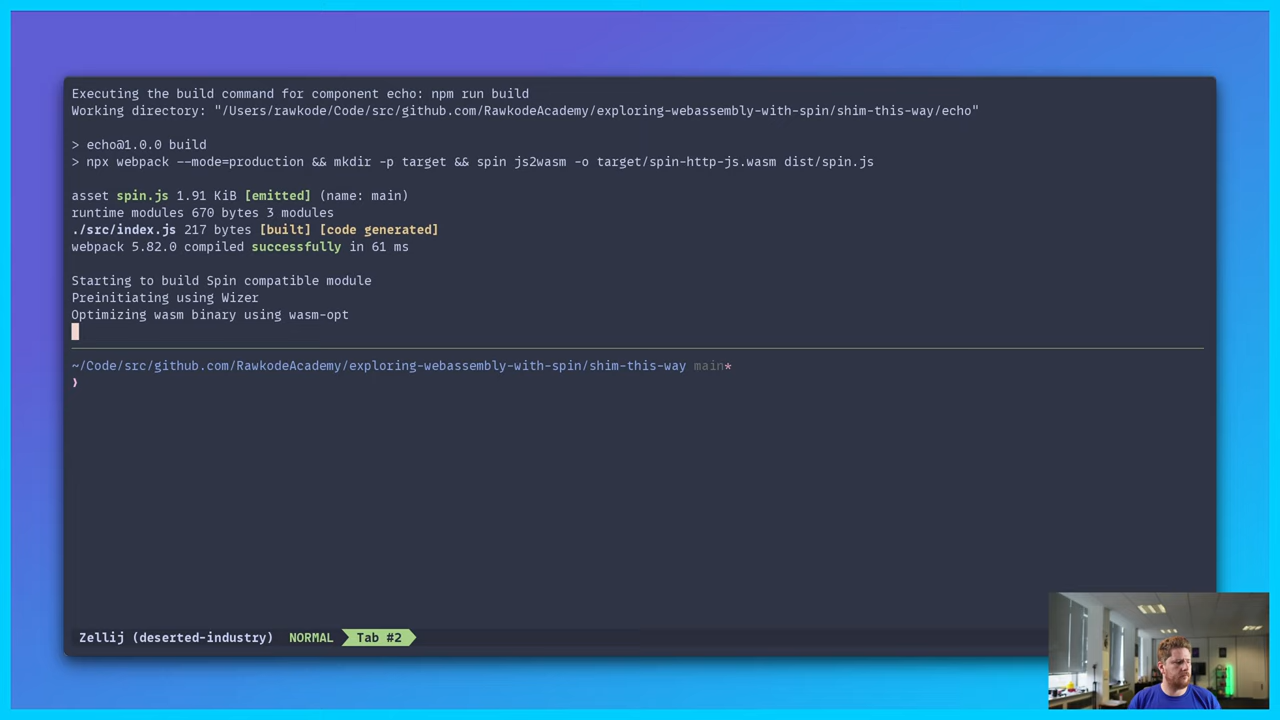 Executing the build command for component echo: npm run build
Working directory: "/Users/rawkode/Code/src/github.com/RawkodeAcademy/exploring-webassembly-with-spin/shim-this-way/echo"
> echo@1.0.0 build
> npx webpack --mode=production && mkdir -p target && spin js2wasm -o target/spin-http-js.wasm dist/spin.js
asset spin.js 1.91 KiB [emitted] (name: main)
runtime modules 670 bytes 3 modules
./src/index.js 217 bytes [built] [code generated]
webpack 5.82.0 compiled successfully in 61 ms
Starting to build Spin compatible module
Preinitiating using Wizer
Optimizing wasm binary using wasm-opt
~/Code/src/github.com/RawkodeAcademy/exploring-webassembly-with-spin/shim-this-way main*
❯
Zellij (deserted-industry) NORMAL Tab #2